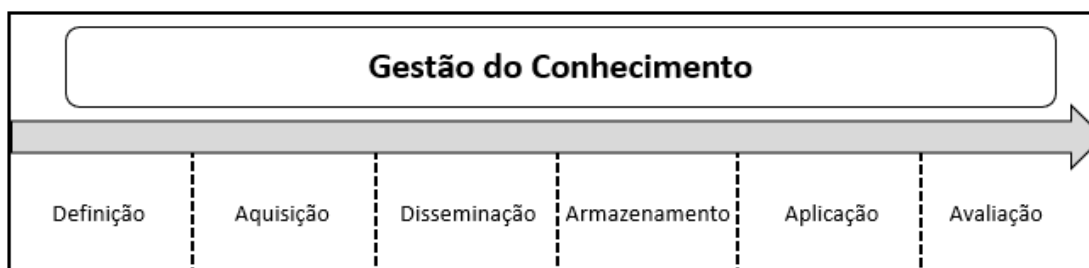 Gestão do Conhecimento
Definição Aquisição Disseminação Armazenamento Aplicação Avaliação